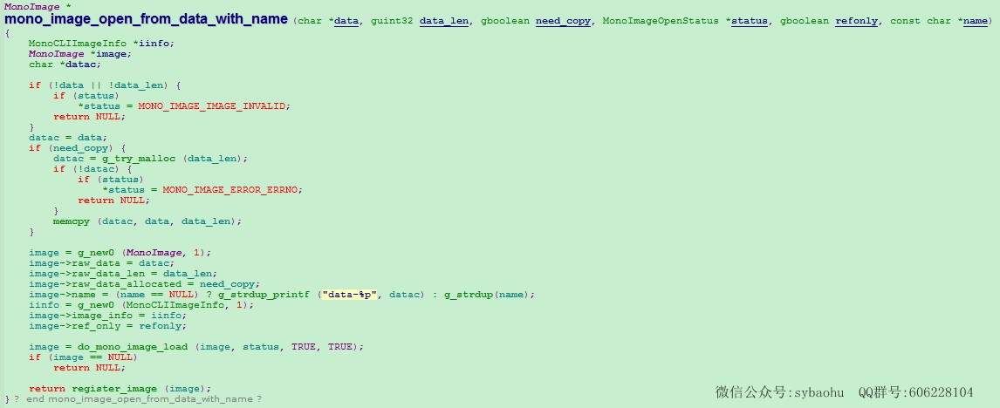 MonoImage *
mono_image_open_from_data_with_name (char *data, guint32 data_len, gboolean need_copy, MonoImageOpenStatus *status, gboolean refonly, const char *name)
{
    MonoCLIImageInfo *iinfo;
    MonoImage *image;
    char *datac;

    if (!data || !data_len) {
        if (status)
            *status = MONO_IMAGE_IMAGE_INVALID;
        return NULL;
    }
    datac = data;
    if (need_copy) {
        datac = g_try_malloc (data_len);
        if (!datac) {
            if (status)
                *status = MONO_IMAGE_ERROR_ERRNO;
            return NULL;
        }
        memcpy (datac, data, data_len);
    }

    image = g_new0 (MonoImage, 1);
    image->raw_data = datac;
    image->raw_data_len = data_len;
    image->raw_data_allocated = need_copy;
    image->name = (name == NULL) ? g_strdup_printf ("data-%p", datac) : g_strdup(name);
    iinfo = g_new0 (MonoCLIImageInfo, 1);
    image->image_info = iinfo;
    image->ref_only = refonly;

    image = do_mono_image_load (image, status, TRUE, TRUE);
    if (image == NULL)
        return NULL;

    return register_image (image);
} ? end mono_image_open_from_data_with_name ?
微信公众号:sybaohu QQ群号:606228104